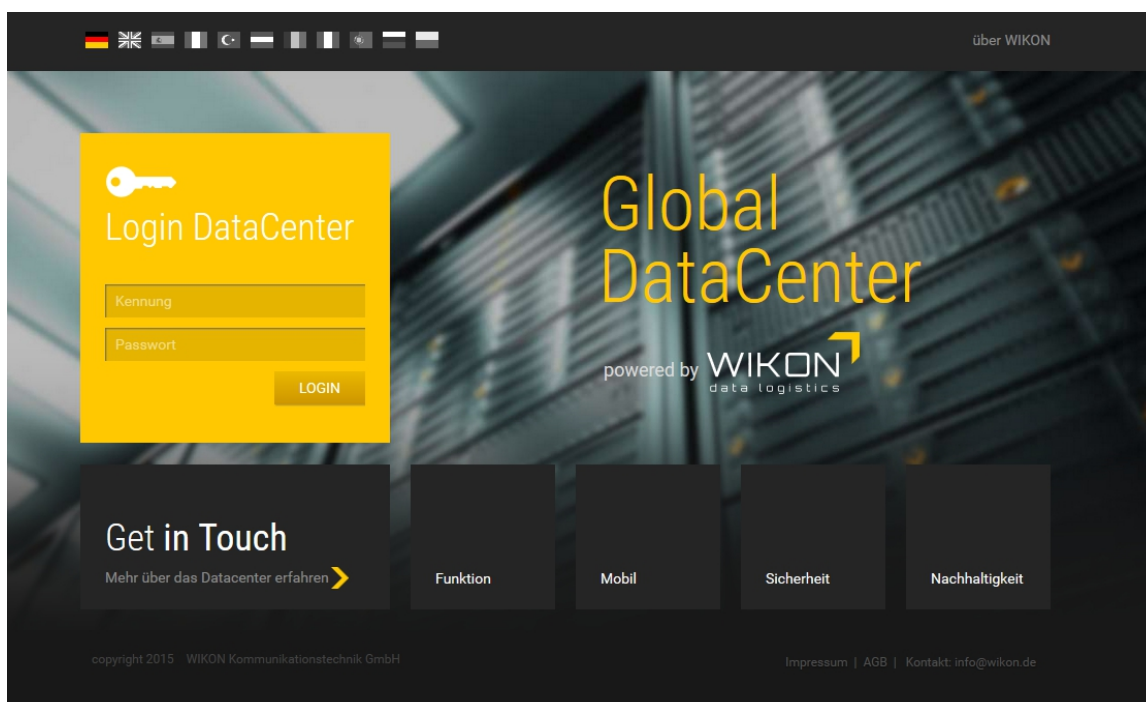 über WIKON
Login DataCenter
Kennung
Passwort
LOGIN
Global
DataCenter
powered by WIKON
data logistics
Get in Touch
Mehr über das Datacenter erfahren
Funktion
Mobil
Sicherheit
Nachhaltigkeit
copyright 2015 WIKON Kommunikationstechnik GmbH
Impressum | AGB | Kontakt: info@wikon.de